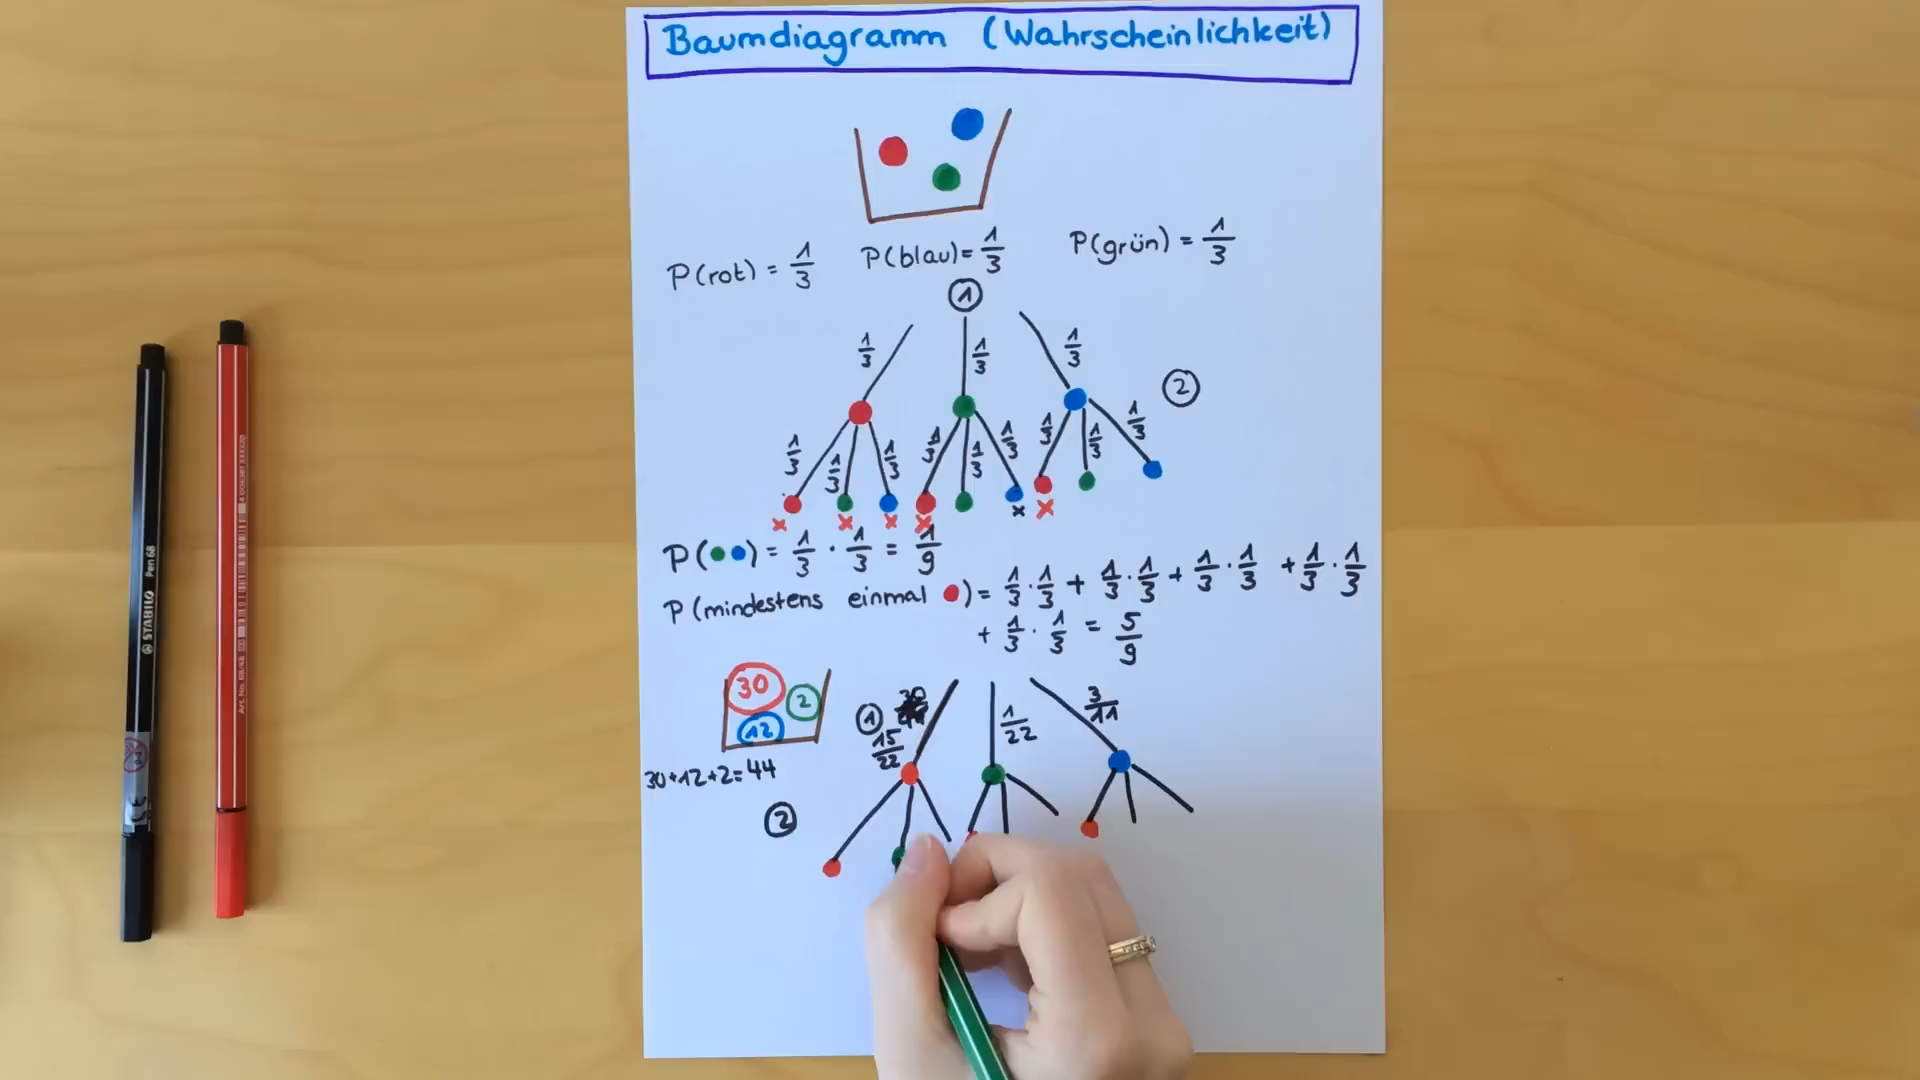 Baumdiagramm (Wahrscheinlichkeit)
P(rot) = 1/3 P(blau) = 1/3 P(grün) = 1/3
1
1/3 1/3 1/3
2
1/3 1/3 1/3 1/3 1/3 1/3 1/3 1/3 1/3
x x x x x x
P( ) = 1/3 · 1/3 = 1/9
P(mindestens einmal ) = 1/3 · 1/3 + 1/3 · 1/3 + 1/3 · 1/3 + 1/3 · 1/3
+ 1/3 · 1/3 = 5/9
30 2
12
30+12+2=44
1 15/22 1/22 3/11
2
STABILO Pen 68
CE